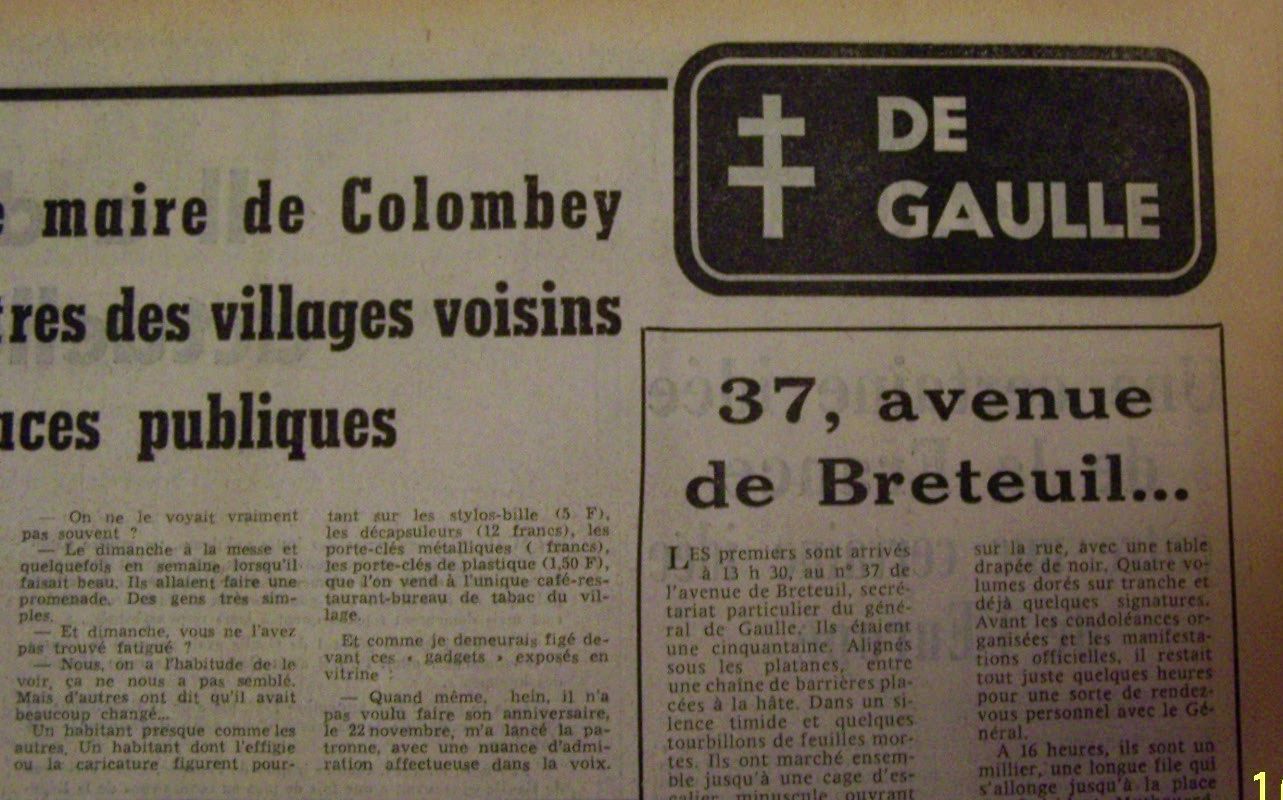 DE
GAULLE
maire de Colombey
tres des villages voisins
aces publiques
— On ne le voyait vraiment
pas souvent ?
— Le dimanche à la messe et
quelquefois en semaine lorsqu'il
faisait beau. Ils allaient faire une
promenade. Des gens très sim-
ples.
— Et dimanche, vous ne l'avez
pas trouvé fatigué ?
— Nous, on a l'habitude de le
voir, ça ne nous a pas semblé.
Mais d'autres ont dit qu'il avait
beaucoup changé...
Un habitant presque comme les
autres. Un habitant dont l'effigie
ou la caricature figurent pour-
tant sur les stylos-bille (5 F),
les décapsuleurs (12 francs), les
porte-clés métalliques ( francs),
les porte-clés de plastique (1,50 F),
que l'on vend à l'unique café-res-
taurant-bureau de tabac du vil-
lage.
Et comme je demeurais figé de-
vant ces « gadgets » exposés en
vitrine :
— Quand même, hein, il n'a
pas voulu faire son anniversaire,
le 22 novembre, m'a lancé la pa-
tronne, avec une nuance d'admi-
ration affectueuse dans la voix.
37, avenue
de Breteuil...
LES premiers sont arrivés
à 13 h 30, au n° 37 de
l'avenue de Breteuil, secré-
tariat particulier du géné-
ral de Gaulle. Ils étaient
une cinquantaine. Alignés
sous les platanes, entre
une chaîne de barrières pla-
cées à la hâte. Dans un si-
lence timide et quelques
tourbillons de feuilles mor-
tes. Ils ont marché ensem-
ble jusqu'à une cage d'es-
calier minuscule ouvrant
sur la rue, avec une table
drapée de noir. Quatre vo-
lumes dorés sur tranche et
déjà quelques signatures.
Avant les condoléances or-
ganisées et les manifesta-
tions officielles, il restait
tout juste quelques heures
pour une sorte de rendez-
vous personnel avec le Gé-
néral.
A 16 heures, ils sont un
millier, une longue file qui
s'allonge jusqu'à la place